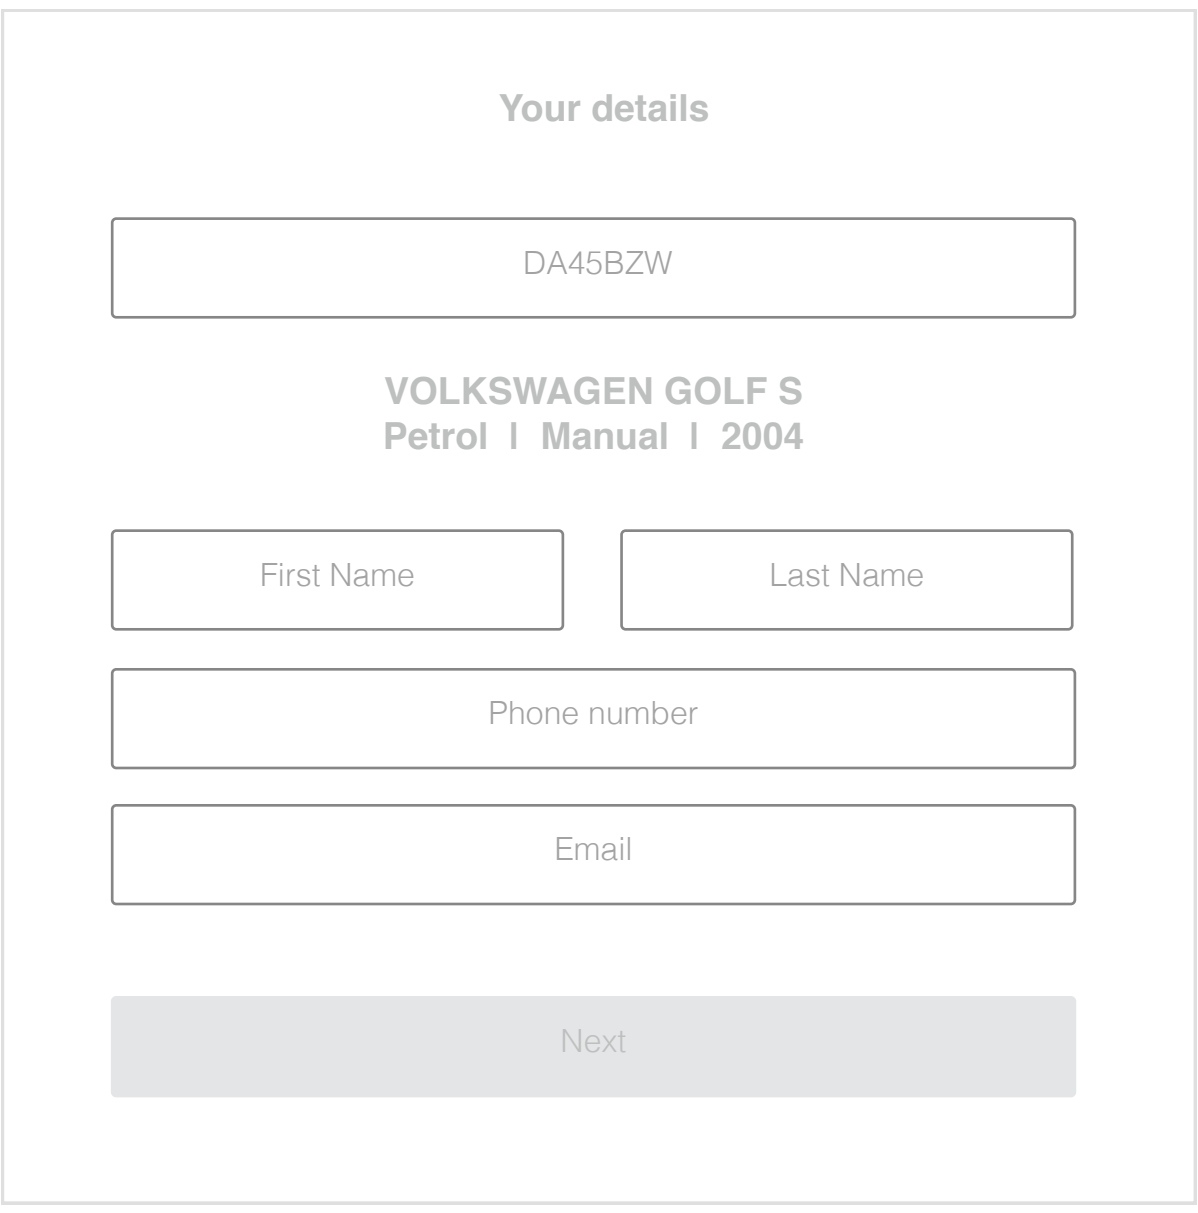 Your details
DA45BZW
VOLKSWAGEN GOLF S
Petrol | Manual | 2004
First Name Last Name
Phone number
Email
Next